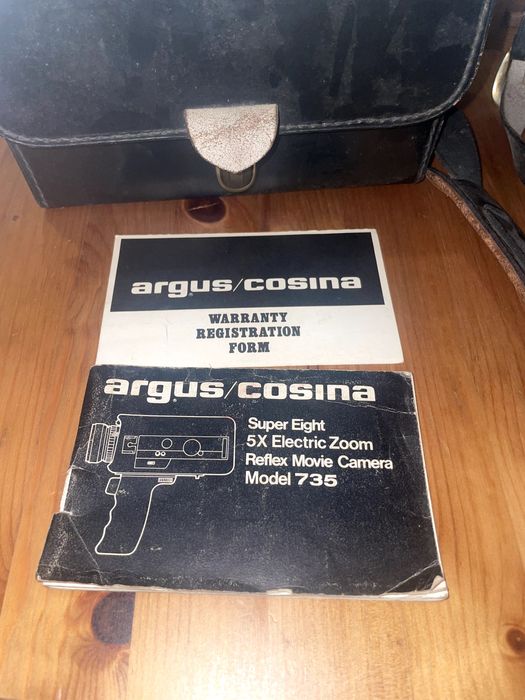 argus/cosina
WARRANTY
REGISTRATION
FORM
argus/cosina
Super Eight
5X Electric Zoom
Reflex Movie Camera
Model 735